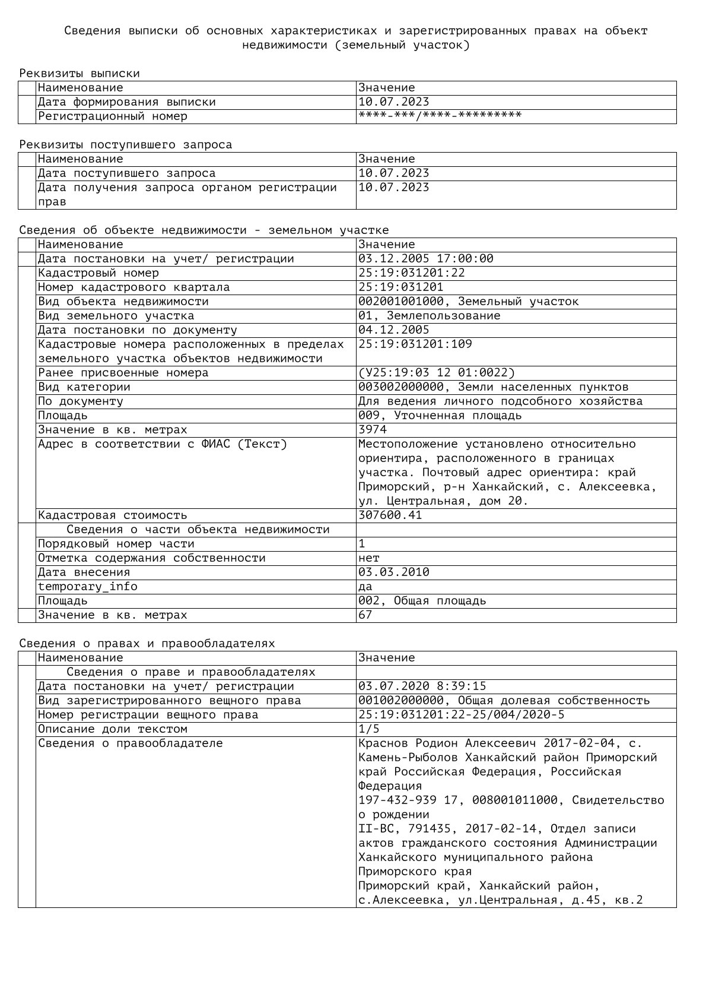 Сведения выписки об основных характеристиках и зарегистрированных правах на объект
недвижимости (земельный участок)
Реквизиты выписки
Наименование Значение
Дата формирования выписки 10.07.2023
Регистрационный номер ****-***/****-*********
Реквизиты поступившего запроса
Наименование Значение
Дата поступившего запроса 10.07.2023
Дата получения запроса органом регистрации 10.07.2023
прав
Сведения об объекте недвижимости - земельном участке
Наименование Значение
Дата постановки на учет/ регистрации 03.12.2005 17:00:00
Кадастровый номер 25:19:031201:22
Номер кадастрового квартала 25:19:031201
Вид объекта недвижимости 002001001000, Земельный участок
Вид земельного участка 01, Землепользование
Дата постановки по документу 04.12.2005
Кадастровые номера расположенных в пределах 25:19:031201:109
земельного участка объектов недвижимости
Ранее присвоенные номера (У25:19:03 12 01:0022)
Вид категории 003002000000, Земли населенных пунктов
По документу Для ведения личного подсобного хозяйства
Площадь 009, Уточненная площадь
Значение в кв. метрах 3974
Адрес в соответствии с ФИАС (Текст) Местоположение установлено относительно
ориентира, расположенного в границах
участка. Почтовый адрес ориентира: край
Приморский, р-н Ханкайский, с. Алексеевка,
ул. Центральная, дом 20.
Кадастровая стоимость 307600.41
Сведения о части объекта недвижимости
Порядковый номер части 1
Отметка содержания собственности нет
Дата внесения 03.03.2010
temporary_info да
Площадь 002, Общая площадь
Значение в кв. метрах 67
Сведения о правах и правообладателях
Наименование Значение
Сведения о праве и правообладателях
Дата постановки на учет/ регистрации 03.07.2020 8:39:15
Вид зарегистрированного вещного права 001002000000, Общая долевая собственность
Номер регистрации вещного права 25:19:031201:22-25/004/2020-5
Описание доли текстом 1/5
Сведения о правообладателе Краснов Родион Алексеевич 2017-02-04, с.
Камень-Рыболов Ханкайский район Приморский
край Российская Федерация, Российская
Федерация
197-432-939 17, 008001011000, Свидетельство
о рождении
II-ВС, 791435, 2017-02-14, Отдел записи
актов гражданского состояния Администрации
Ханкайского муниципального района
Приморского края
Приморский край, Ханкайский район,
с.Алексеевка, ул.Центральная, д.45, кв.2